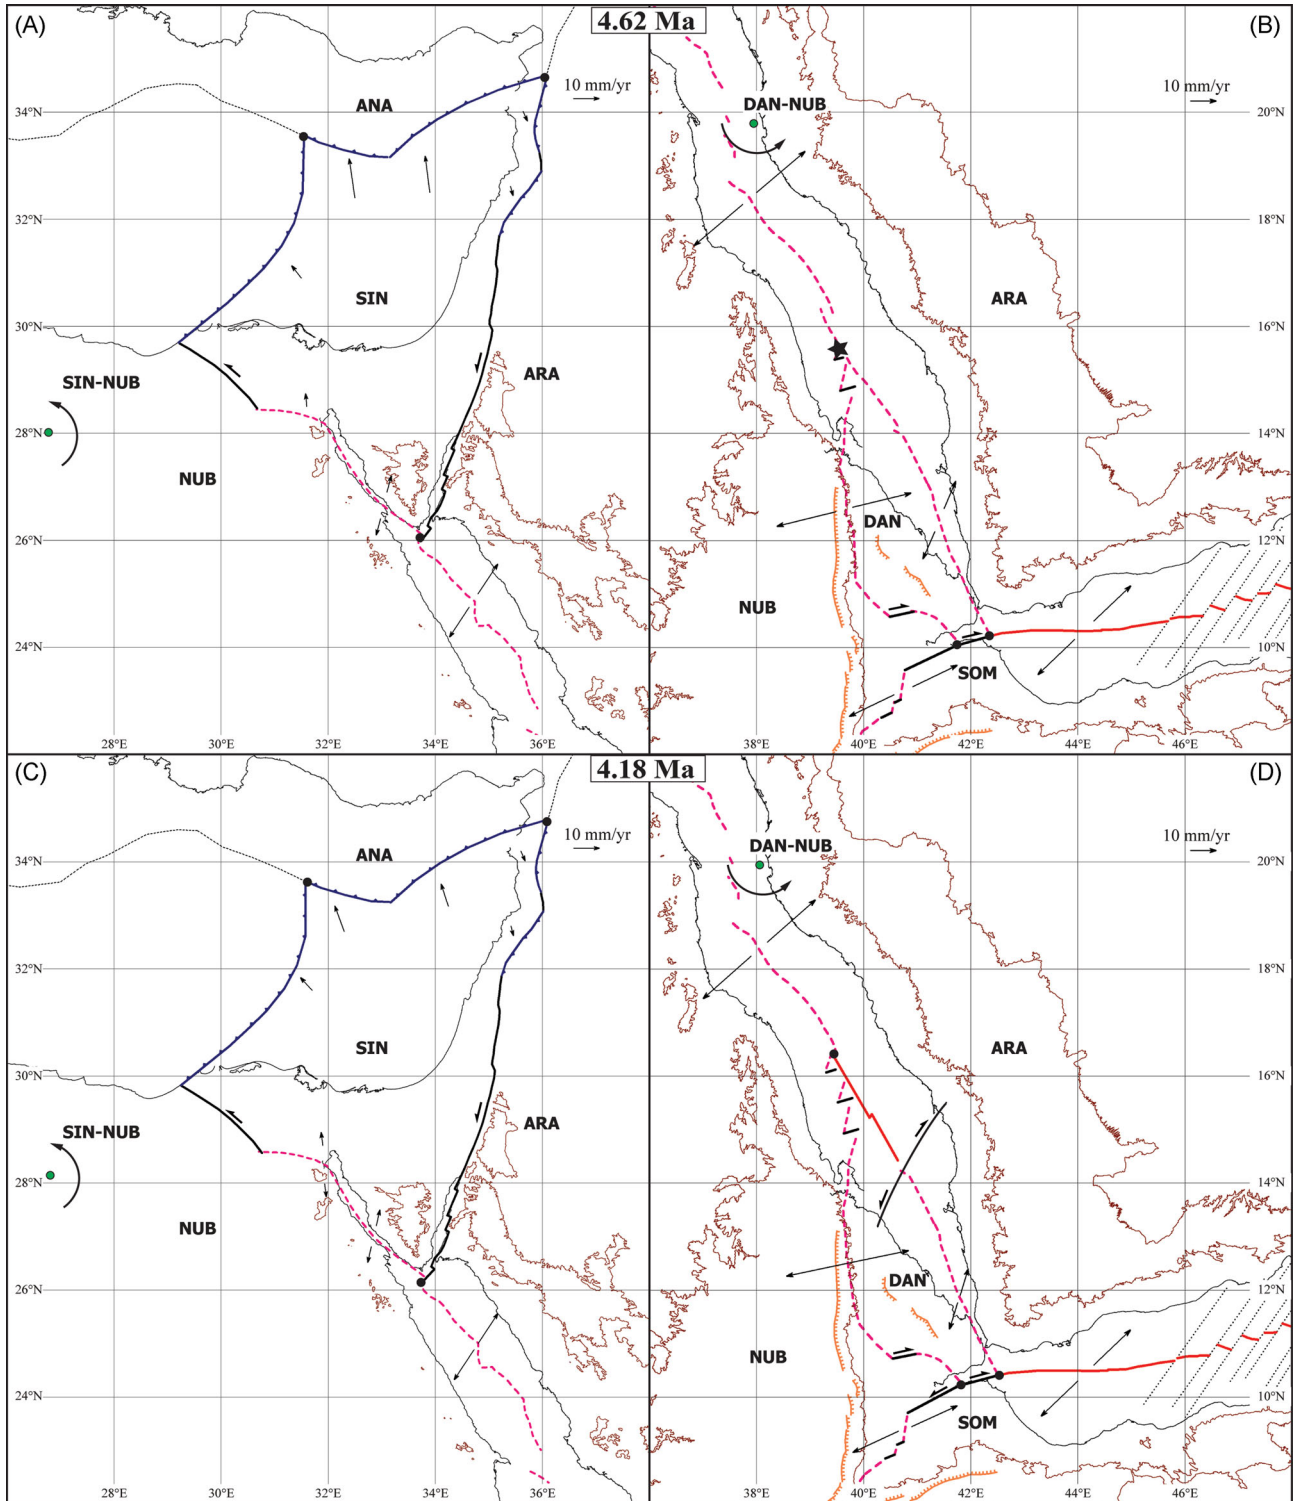 (A)
4.62 Ma
(B)
ANA
10 mm/yr
34°N
32°N
30°N
28°N
26°N
24°N
SIN
ARA
SIN-NUB
NUB
28°E
30°E
32°E
34°E
36°E
DAN-NUB
10 mm/yr
20°N
18°N
16°N
14°N
12°N
10°N
ARA
DAN
NUB
SOM
38°E
40°E
42°E
44°E
46°E
(C)
4.18 Ma
(D)
ANA
10 mm/yr
34°N
32°N
30°N
28°N
26°N
24°N
SIN
ARA
SIN-NUB
NUB
28°E
30°E
32°E
34°E
36°E
DAN-NUB
10 mm/yr
20°N
18°N
16°N
14°N
12°N
10°N
ARA
DAN
NUB
SOM
38°E
40°E
42°E
44°E
46°E